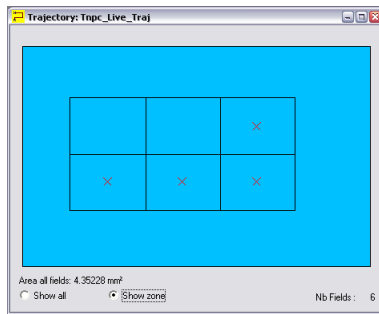 Trajectory: Tnpc_Live_Traj
Area all fields: 4.35228 mm²
Show all Show zone Nb Fields : 6